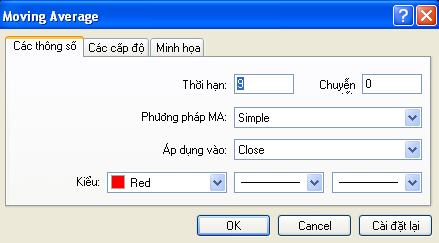 Moving Average
Các thông số Các cấp độ Minh họa
Thời hạn: 9 Chuyển 0
Phương pháp MA: Simple
Áp dụng vào: Close
Kiểu: Red
OK Cancel Cài đặt lại